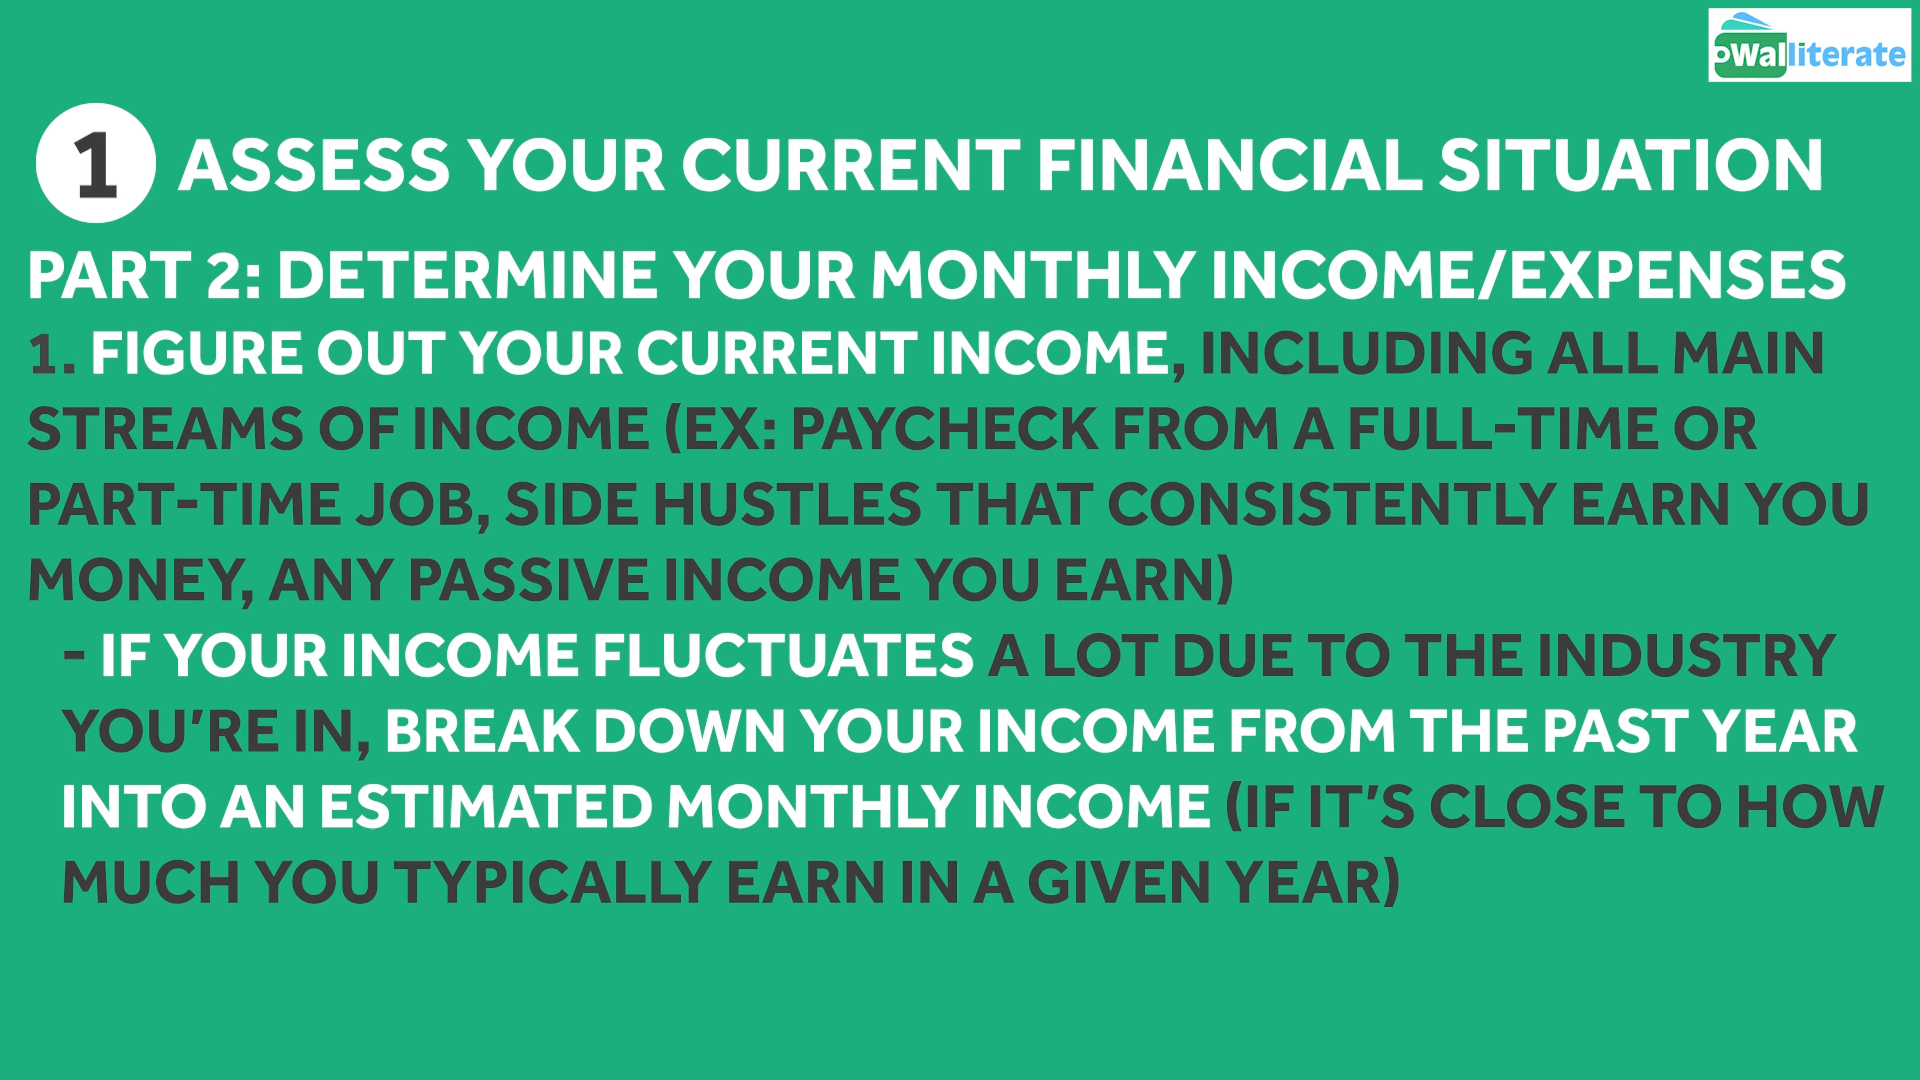 Walliterate
1 ASSESS YOUR CURRENT FINANCIAL SITUATION
PART 2: DETERMINE YOUR MONTHLY INCOME/EXPENSES
1. FIGURE OUT YOUR CURRENT INCOME, INCLUDING ALL MAIN
STREAMS OF INCOME (EX: PAYCHECK FROM A FULL-TIME OR
PART-TIME JOB, SIDE HUSTLES THAT CONSISTENTLY EARN YOU
MONEY, ANY PASSIVE INCOME YOU EARN)
- IF YOUR INCOME FLUCTUATES A LOT DUE TO THE INDUSTRY
YOU'RE IN, BREAK DOWN YOUR INCOME FROM THE PAST YEAR
INTO AN ESTIMATED MONTHLY INCOME (IF IT'S CLOSE TO HOW
MUCH YOU TYPICALLY EARN IN A GIVEN YEAR)